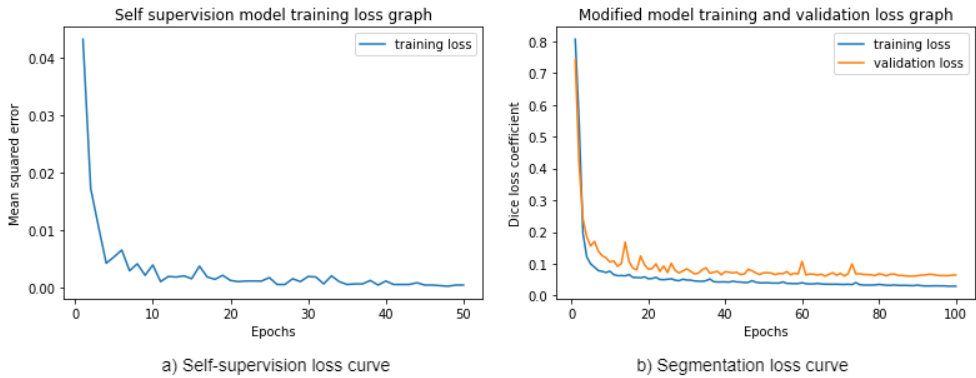 Self supervision model training loss graph
training loss
Mean squared error
0.04
0.03
0.02
0.01
0.00
0 10 20 30 40 50
Epochs
a) Self-supervision loss curve
Modified model training and validation loss graph
training loss
validation loss
Dice loss coefficient
0.8
0.7
0.6
0.5
0.4
0.3
0.2
0.1
0.0
0 20 40 60 80 100
Epochs
b) Segmentation loss curve